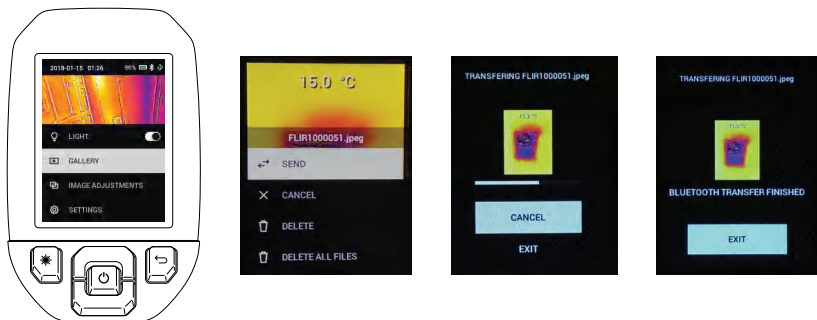 2018-01-15 01:26 95%
LIGHT
GALLERY
IMAGE ADJUSTMENTS
SETTINGS
15.0 °C
FLIR1000051.jpeg
SEND
CANCEL
DELETE
DELETE ALL FILES
TRANSFERING FLIR1000051.jpeg
CANCEL
EXIT
TRANSFERING FLIR1000051.jpeg
BLUETOOTH TRANSFER FINISHED
EXIT